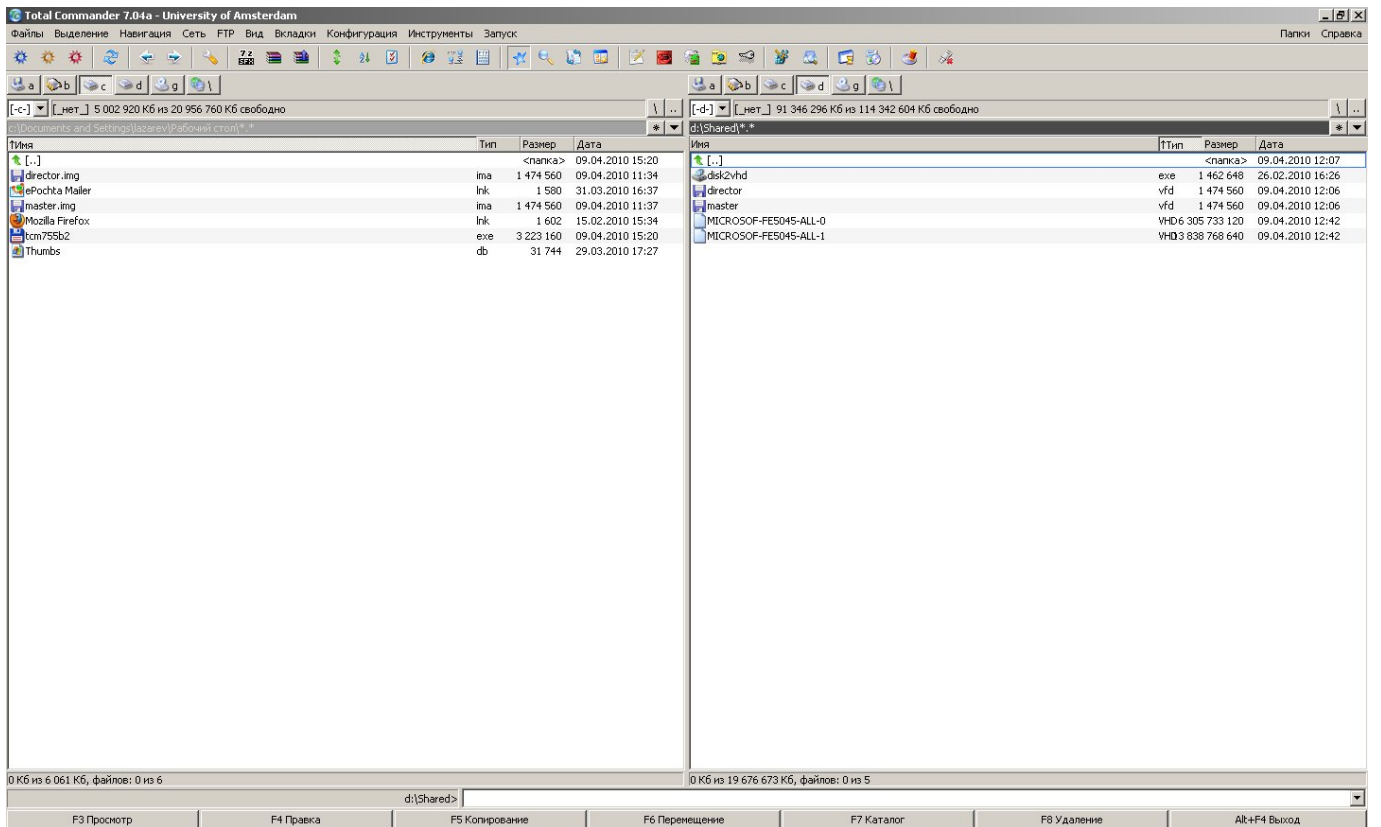 Total Commander 7.04a - University of Amsterdam
Файлы Выделение Навигация Сеть FTP Вид Вкладки Конфигурация Инструменты Запуск Папки Справка
a b c d g \
a b c d g \
[-c-] [_нет_] 5 002 920 Кб из 20 956 760 Кб свободно \ ..
[-d-] [_нет_] 91 346 296 Кб из 114 342 604 Кб свободно \ ..
c:\Documents and Settings\lazarev\Рабочий стол\*.* * 
↑Имя Тип Размер Дата
[..] <папка> 09.04.2010 15:20
director.img ima 1 474 560 09.04.2010 11:34
ePochta Mailer lnk 1 580 31.03.2010 16:37
master.img ima 1 474 560 09.04.2010 11:37
Mozilla Firefox lnk 1 602 15.02.2010 15:34
tcm755b2 exe 3 223 160 09.04.2010 15:20
Thumbs db 31 744 29.03.2010 17:27
0 Кб из 6 061 Кб, файлов: 0 из 6
d:\Shared\*.* *
Имя ↑Тип Размер Дата
[..] <папка> 09.04.2010 12:07
disk2vhd exe 1 462 648 26.02.2010 16:26
director vfd 1 474 560 09.04.2010 12:06
master vfd 1 474 560 09.04.2010 12:06
MICROSOF-FE5045-ALL-0 VHD 6 305 733 120 09.04.2010 12:42
MICROSOF-FE5045-ALL-1 VHD 3 838 768 640 09.04.2010 12:42
0 Кб из 19 676 673 Кб, файлов: 0 из 5
d:\Shared>
F3 Просмотр F4 Правка F5 Копирование F6 Перемещение F7 Каталог F8 Удаление Alt+F4 Выход